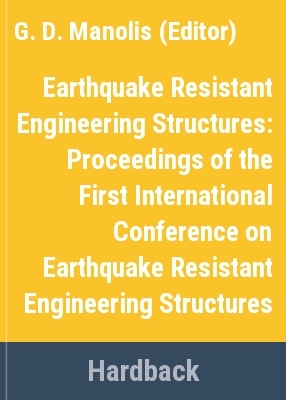 G. D. Manolis (Editor)
Earthquake Resistant
Engineering Structures:
Proceedings of the
First International
Conference on
Earthquake Resistant
Engineering Structures
Hardback